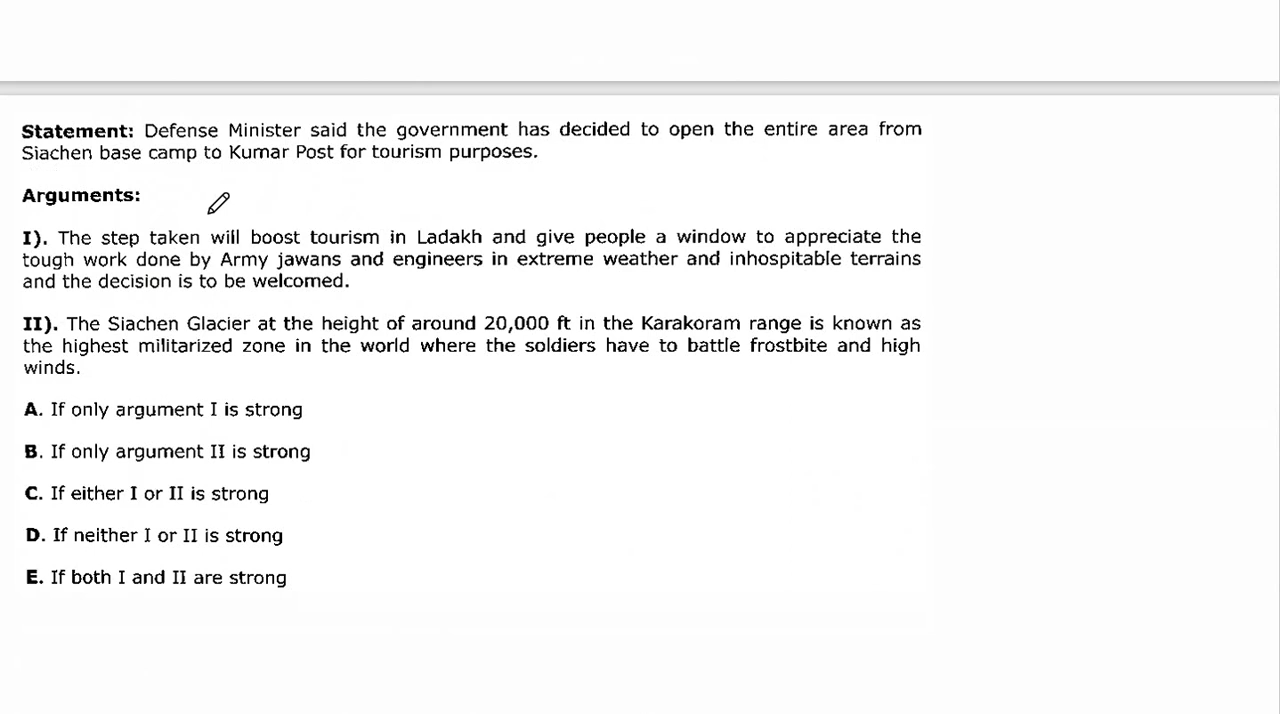 Statement: Defense Minister said the government has decided to open the entire area from
Siachen base camp to Kumar Post for tourism purposes.
Arguments:
I). The step taken will boost tourism in Ladakh and give people a window to appreciate the
tough work done by Army jawans and engineers in extreme weather and inhospitable terrains
and the decision is to be welcomed.
II). The Siachen Glacier at the height of around 20,000 ft in the Karakoram range is known as
the highest militarized zone in the world where the soldiers have to battle frostbite and high
winds.
A. If only argument I is strong
B. If only argument II is strong
C. If either I or II is strong
D. If neither I or II is strong
E. If both I and II are strong